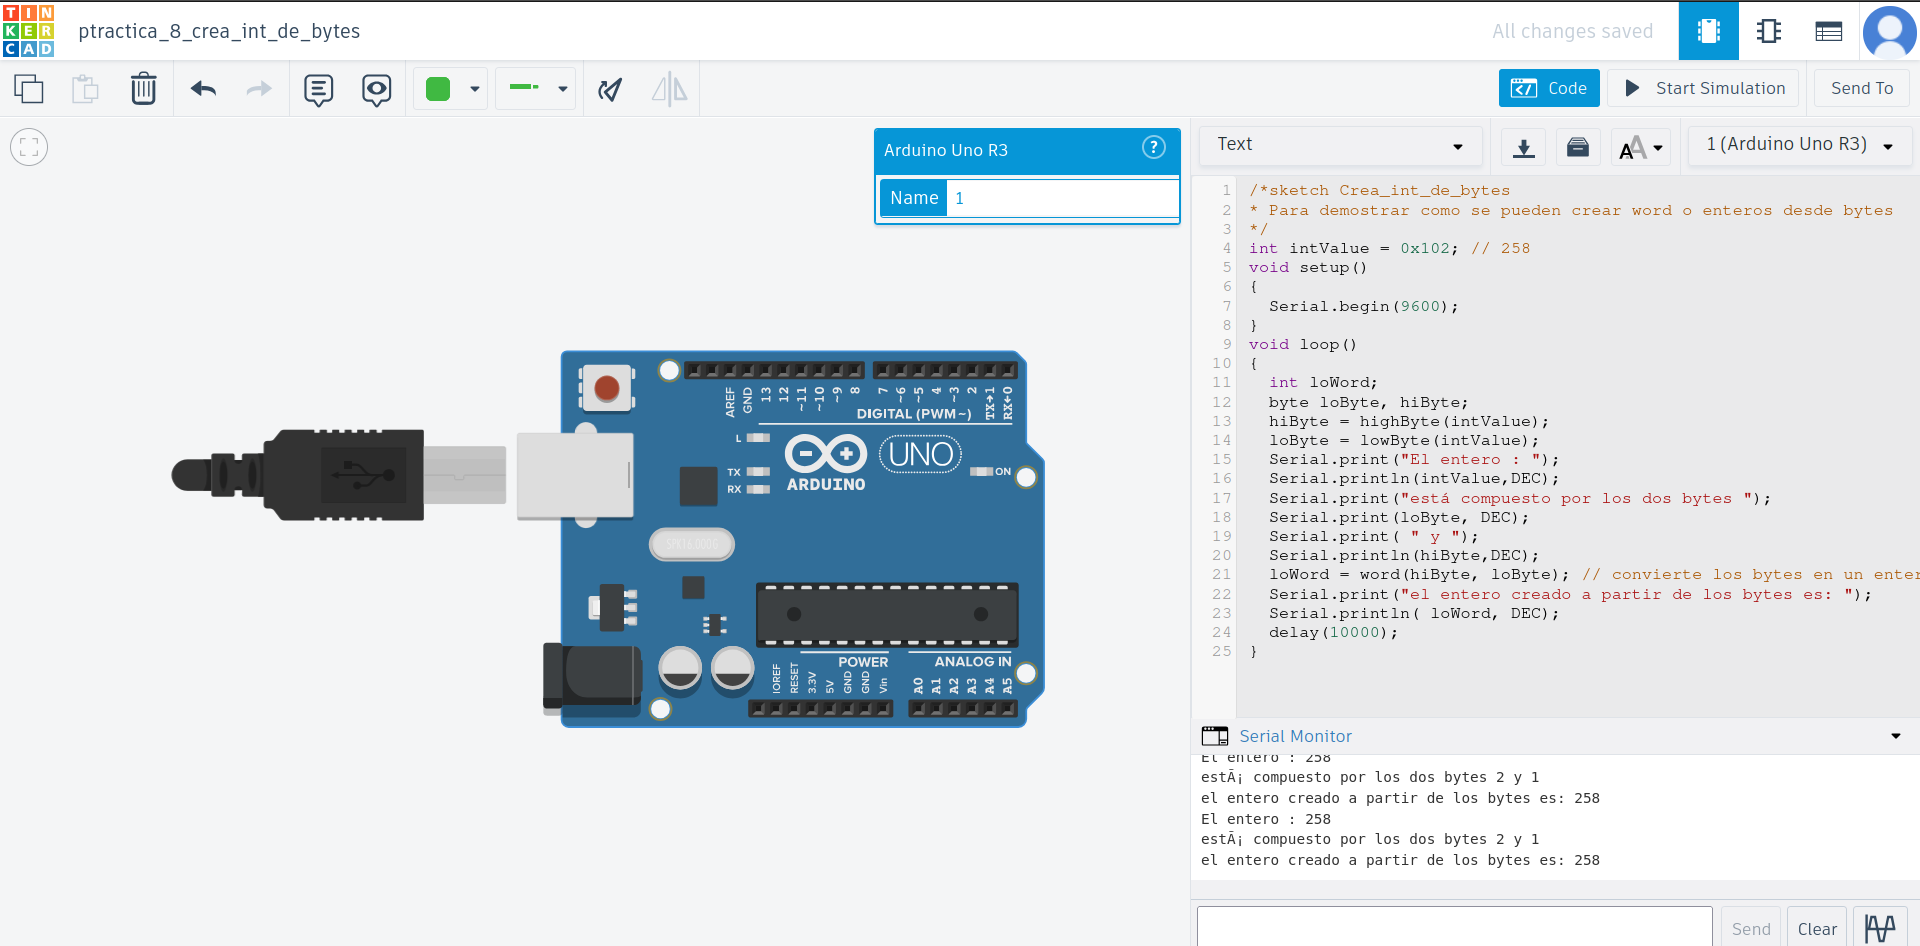 TIN
KER
CAD
ptractica_8_crea_int_de_bytes
All changes saved
Code
Start Simulation
Send To
Arduino Uno R3
?
Name
1
Text
1 (Arduino Uno R3)
1 /*sketch Crea_int_de_bytes
2 * Para demostrar como se pueden crear word o enteros desde bytes
3 */
4 int intValue = 0x102; // 258
5 void setup()
6 {
7 Serial.begin(9600);
8 }
9 void loop()
10 {
11 int loWord;
12 byte loByte, hiByte;
13 hiByte = highByte(intValue);
14 loByte = lowByte(intValue);
15 Serial.print("El entero : ");
16 Serial.println(intValue,DEC);
17 Serial.print("está compuesto por los dos bytes ");
18 Serial.print(loByte, DEC);
19 Serial.print( " y ");
20 Serial.println(hiByte,DEC);
21 loWord = word(hiByte, loByte); // convierte los bytes en un enter
22 Serial.print("el entero creado a partir de los bytes es: ");
23 Serial.println( loWord, DEC);
24 delay(10000);
25 }
AREF
GND
13
12
~11
~10
~9
8
7
~6
~5
4
~3
2
TX→1
RX←0
DIGITAL (PWM~)
L
TX
RX
ARDUINO
UNO
ON
POWER
ANALOG IN
IOREF
RESET
3.3V
5V
GND
GND
Vin
A0
A1
A2
A3
A4
A5
Serial Monitor
El entero : 258
estÃ¡ compuesto por los dos bytes 2 y 1
el entero creado a partir de los bytes es: 258
El entero : 258
estÃ¡ compuesto por los dos bytes 2 y 1
el entero creado a partir de los bytes es: 258
Send
Clear